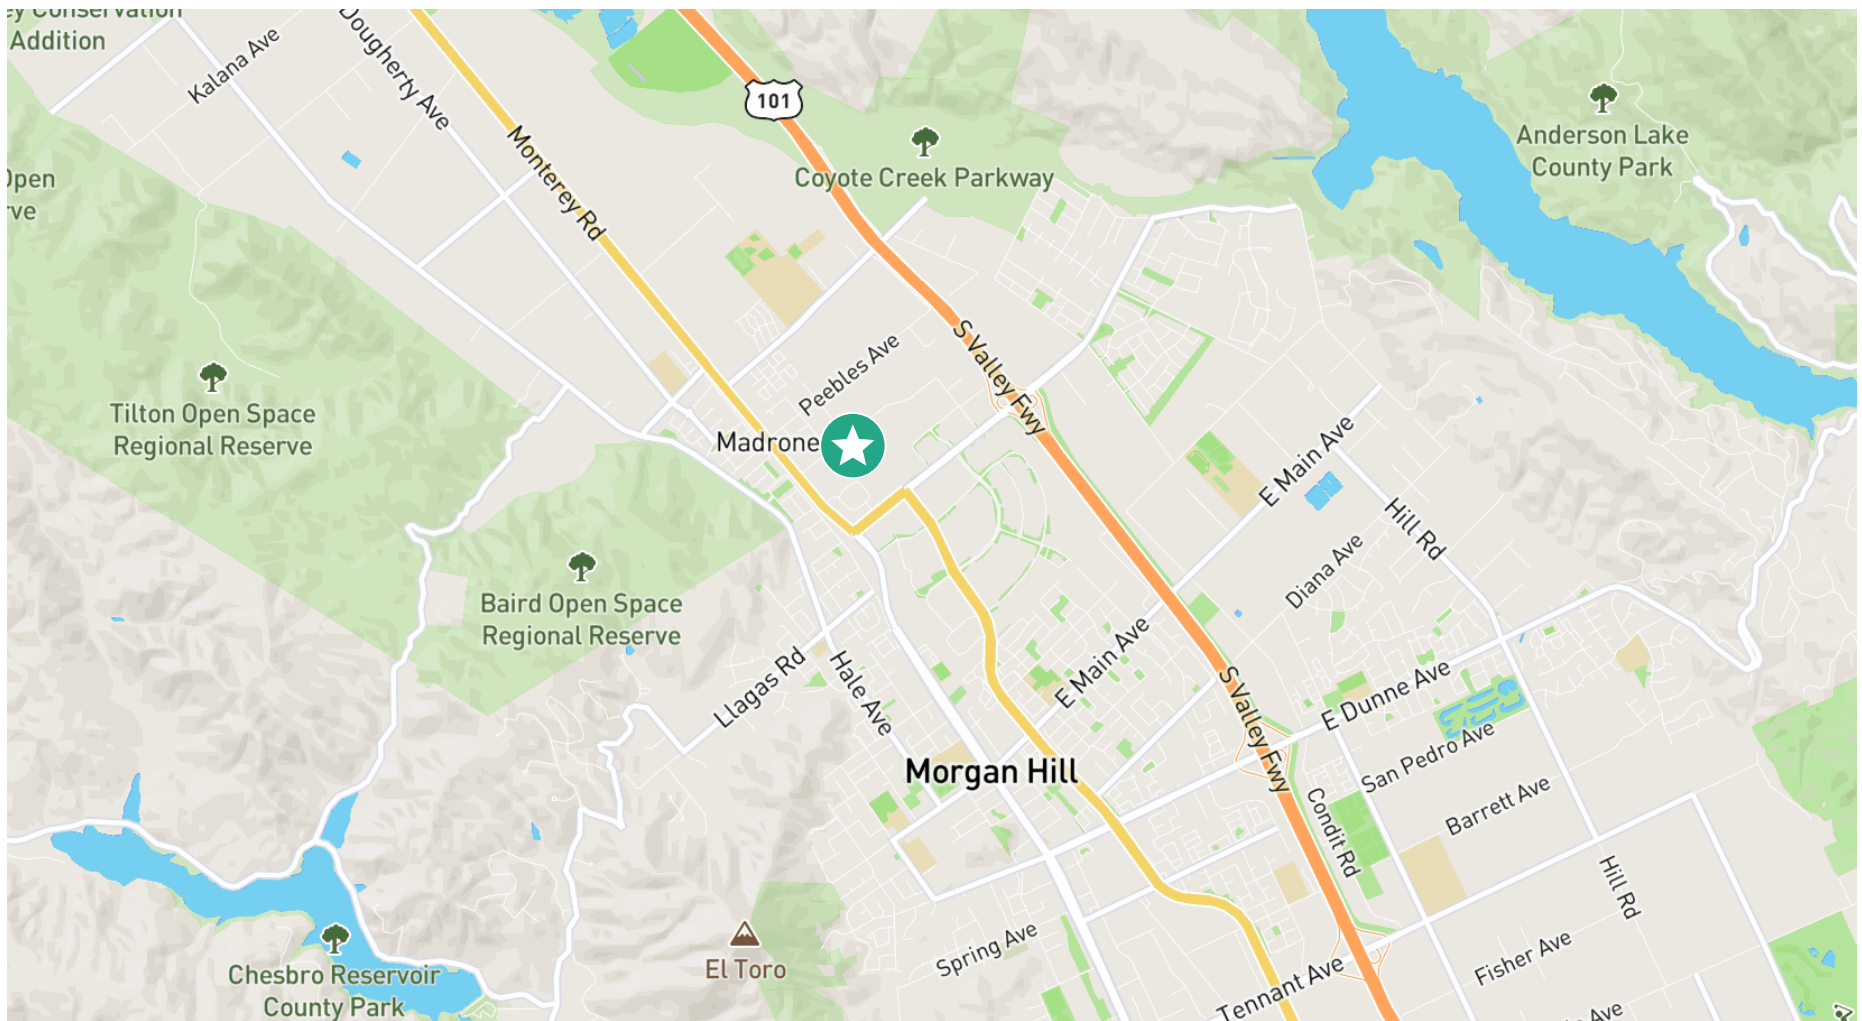 Addition
Kalana Ave
Dougherty Ave
Monterey Rd
101
Coyote Creek Parkway
Anderson Lake
County Park
Open
Peebles Ave
S Valley Fwy
Tilton Open Space
Regional Reserve
Madrone
E Main Ave
Hill Rd
Diana Ave
Baird Open Space
Regional Reserve
Llagas Rd
Hale Ave
E Main Ave
S Valley Fwy
E Dunne Ave
San Pedro Ave
Morgan Hill
Condit Rd
Barrett Ave
Hill Rd
Chesbro Reservoir
County Park
El Toro
Spring Ave
Tennant Ave
Fisher Ave
Ave